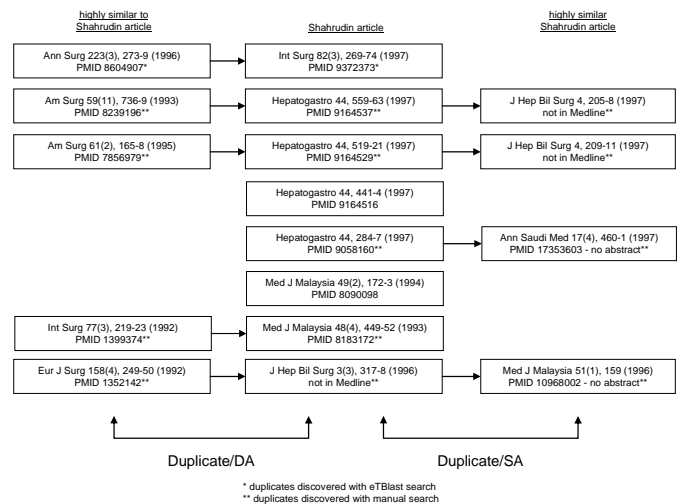 highly similar to
Shahrudin article
Shahrudin article
highly similar
Shahrudin article
Ann Surg 223(3), 273-9 (1996)
PMID 8604907*
Int Surg 82(3), 269-74 (1997)
PMID 9372373*
Am Surg 59(11), 736-9 (1993)
PMID 8239196**
Hepatogastro 44, 559-63 (1997)
PMID 9164537**
J Hep Bil Surg 4, 205-8 (1997)
not in Medline**
Am Surg 61(2), 165-8 (1995)
PMID 7856979**
Hepatogastro 44, 519-21 (1997)
PMID 9164529**
J Hep Bil Surg 4, 209-11 (1997)
not in Medline**
Hepatogastro 44, 441-4 (1997)
PMID 9164516
Hepatogastro 44, 284-7 (1997)
PMID 9058160**
Ann Saudi Med 17(4), 460-1 (1997)
PMID 17353603 - no abstract**
Med J Malaysia 49(2), 172-3 (1994)
PMID 8090098
Int Surg 77(3), 219-23 (1992)
PMID 1399374**
Med J Malaysia 48(4), 449-52 (1993)
PMID 8183172**
Eur J Surg 158(4), 249-50 (1992)
PMID 1352142**
J Hep Bil Surg 3(3), 317-8 (1996)
not in Medline**
Med J Malaysia 51(1), 159 (1996)
PMID 10968002 - no abstract**
Duplicate/DA
Duplicate/SA
* duplicates discovered with eTBlast search
** duplicates discovered with manual search